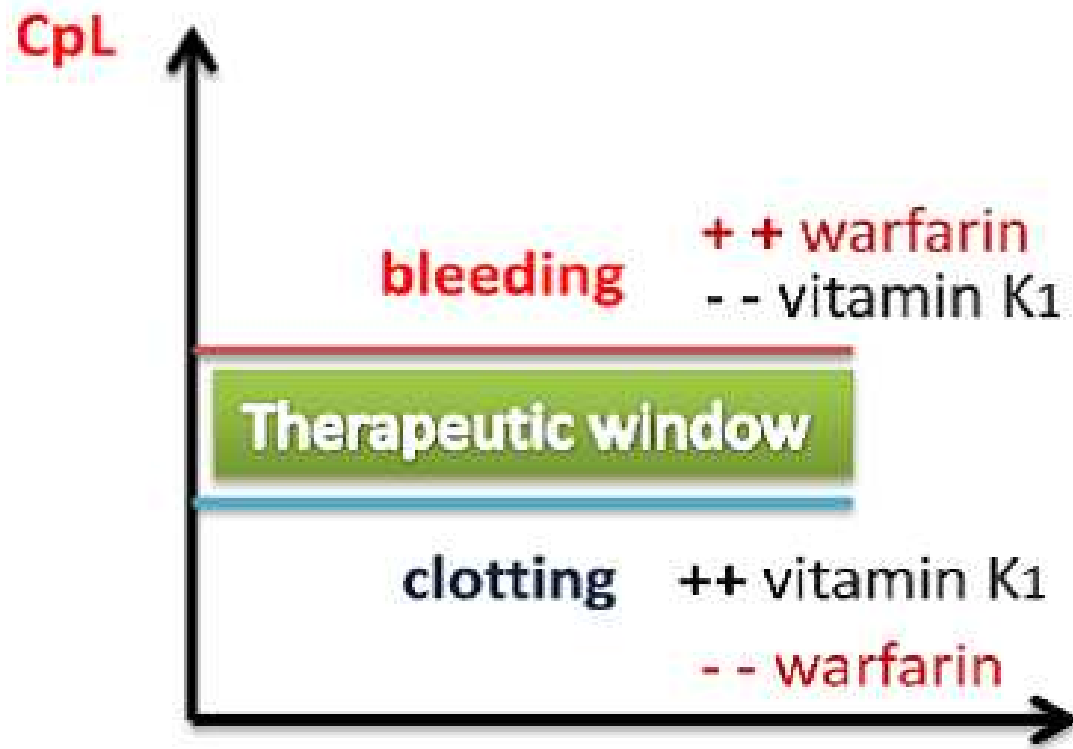 CpL
+ + warfarin
bleeding
- - vitamin K1
Therapeutic window
clotting ++ vitamin K1
- - warfarin